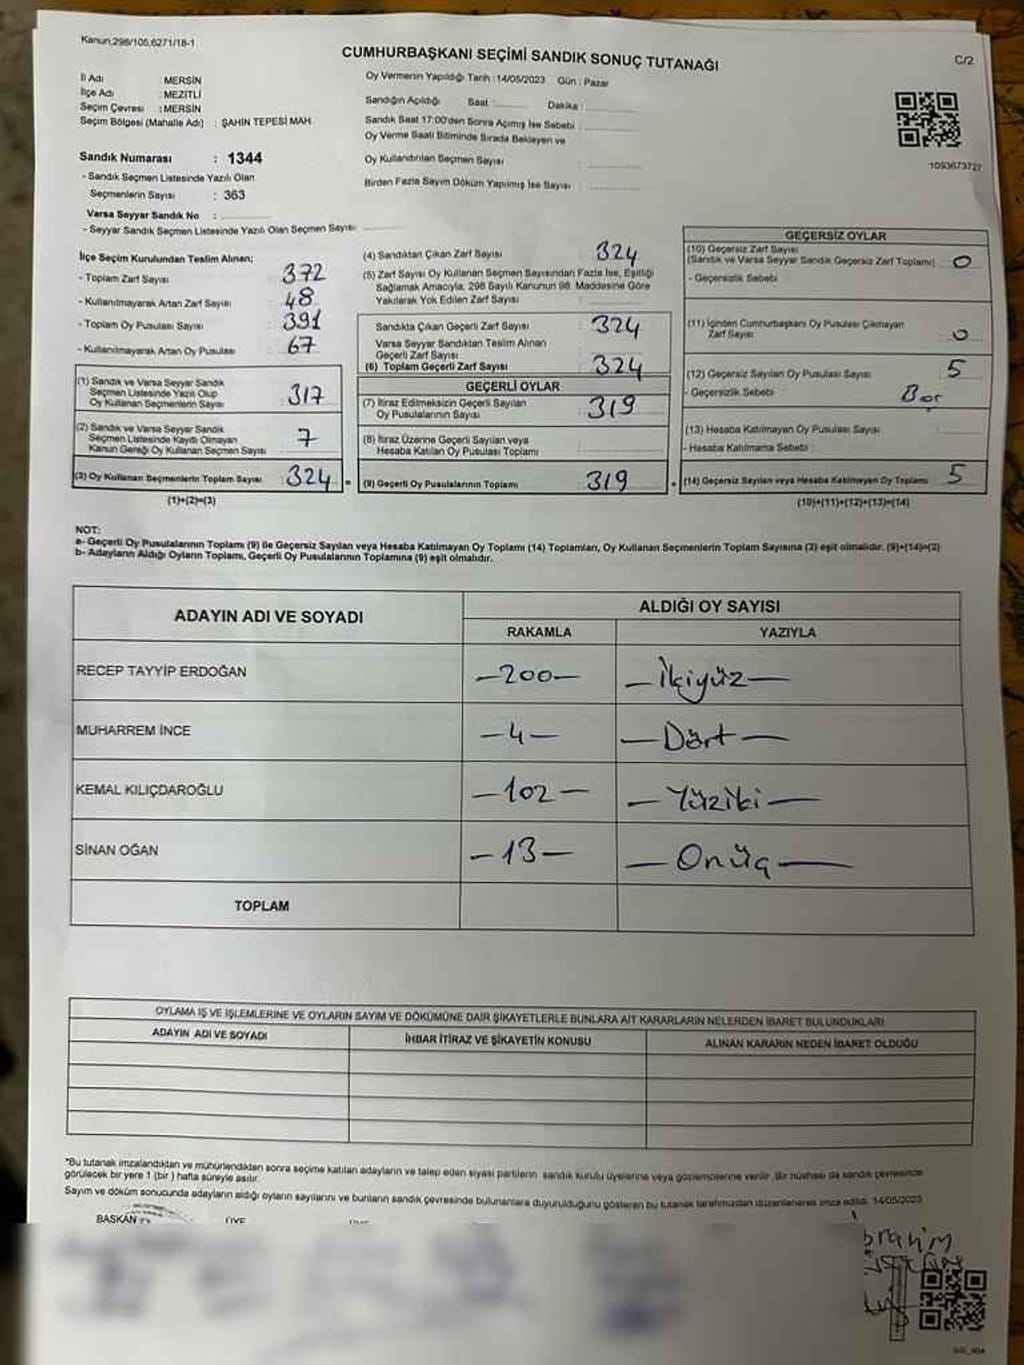 Kanun;298/105,6271/18-1
CUMHURBAŞKANI SEÇİMİ SANDIK SONUÇ TUTANAĞI
C/2
İl Adı : MERSİN
İlçe Adı : MEZİTLİ
Seçim Çevresi : MERSİN
Seçim Bölgesi (Mahalle Adı) : ŞAHİN TEPESİ MAH.
Sandık Numarası : 1344
- Sandık Seçmen Listesinde Yazılı Olan
Seçmenlerin Sayısı : 363
Varsa Seyyar Sandık No :
- Seyyar Sandık Seçmen Listesinde Yazılı Olan Seçmen Sayısı
Oy Vermenin Yapıldığı Tarih : 14/05/2023 Gün : Pazar
Sandığın Açıldığı Saat : Dakika :
Sandık Saat 17:00'den Sonra Açılmış İse Sebebi :
Oy Verme Saati Bitiminde Sırada Bekleyen ve
Oy Kullandırılan Seçmen Sayısı :
Birden Fazla Sayım Döküm Yapılmış İse Sayısı :
1093673727
İlçe Seçim Kurulundan Teslim Alınan;
- Toplam Zarf Sayısı : 372
- Kullanılmayarak Artan Zarf Sayısı : 48
- Toplam Oy Pusulası Sayısı : 391
- Kullanılmayarak Artan Oy Pusulası : 67
(1) Sandık ve Varsa Seyyar Sandık
Seçmen Listesinde Yazılı Olup
Oy Kullanan Seçmenlerin Sayısı : 317
(2) Sandık ve Varsa Seyyar Sandık
Seçmen Listesinde Kayıtlı Olmayan
Kanun Gereği Oy Kullanan Seçmen Sayısı : 7
(3) Oy Kullanan Seçmenlerin Toplam Sayısı : 324 =
(1)+(2)=(3)
(4) Sandıktan Çıkan Zarf Sayısı : 324
(5) Zarf Sayısı Oy Kullanan Seçmen Sayısından Fazla İse, Eşitliği
Sağlamak Amacıyla, 298 Sayılı Kanunun 98. Maddesine Göre
Yakılarak Yok Edilen Zarf Sayısı :
Sandıkta Çıkan Geçerli Zarf Sayısı : 324
Varsa Seyyar Sandıktan Teslim Alınan
Geçerli Zarf Sayısı :
(6) Toplam Geçerli Zarf Sayısı : 324
GEÇERLİ OYLAR
(7) İtiraz Edilmeksizin Geçerli Sayılan
Oy Pusulalarının Sayısı : 319
(8) İtiraz Üzerine Geçerli Sayılan veya
Hesaba Katılan Oy Pusulası Toplamı :
(9) Geçerli Oy Pusulalarının Toplamı : 319 +
GEÇERSİZ OYLAR
(10) Geçersiz Zarf Sayısı
(Sandık ve Varsa Seyyar Sandık Geçersiz Zarf Toplamı) : 0
- Geçersizlik Sebebi :
(11) İçinden Cumhurbaşkanı Oy Pusulası Çıkmayan
Zarf Sayısı : 0
(12) Geçersiz Sayılan Oy Pusulası Sayısı : 5
- Geçersizlik Sebebi : Boş
(13) Hesaba Katılmayan Oy Pusulası Sayısı :
- Hesaba Katılmama Sebebi :
(14) Geçersiz Sayılan veya Hesaba Katılmayan Oy Toplamı : 5
(10)+(11)+(12)+(13)=(14)
NOT:
a- Geçerli Oy Pusulalarının Toplamı (9) ile Geçersiz Sayılan veya Hesaba Katılmayan Oy Toplamı (14) Toplamları, Oy Kullanan Seçmenlerin Toplam Sayısına (3) eşit olmalıdır. (9)+(14)=(3)
b- Adayların Aldığı Oyların Toplamı, Geçerli Oy Pusulalarının Toplamına (9) eşit olmalıdır.
ADAYIN ADI VE SOYADI
ALDIĞI OY SAYISI
RAKAMLA YAZIYLA
RECEP TAYYİP ERDOĞAN -200- - İkiyüz -
MUHARREM İNCE -4- - Dört -
KEMAL KILIÇDAROĞLU -102- - Yüziki -
SİNAN OĞAN -13- - Onüç -
TOPLAM
OYLAMA İŞ VE İŞLEMLERİNE VE OYLARIN SAYIM VE DÖKÜMÜNE DAİR ŞİKAYETLERLE BUNLARA AİT KARARLARIN NELERDEN İBARET BULUNDUKLARI
ADAYIN ADI VE SOYADI İHBAR İTİRAZ VE ŞİKAYETİN KONUSU ALINAN KARARIN NEDEN İBARET OLDUĞU
*Bu tutanak imzalandıktan ve mühürlendikten sonra seçime katılan adayların ve talep eden siyasi partilerin sandık kurulu üyelerine veya gözlemcilerine verilir. Bir nüshası da sandık çevresinde
görülecek bir yere 1 (bir) hafta süreyle asılır.
Sayım ve döküm sonucunda adayların aldığı oyların sayılarını ve bunların sandık çevresinde bulunanlara duyurulduğunu gösteren bu tutanak tarafımızdan düzenlenerek imza edildi. 14/05/2023
BAŞKAN ÜYE